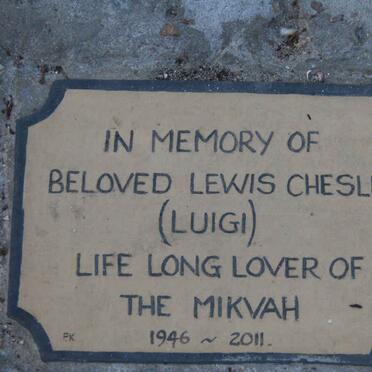 IN MEMORY OF
BELOVED LEWIS
(LUIGI)
LIFE LONG LOVER OF
THE MIKVAH
1946 ~ 2011.
PK